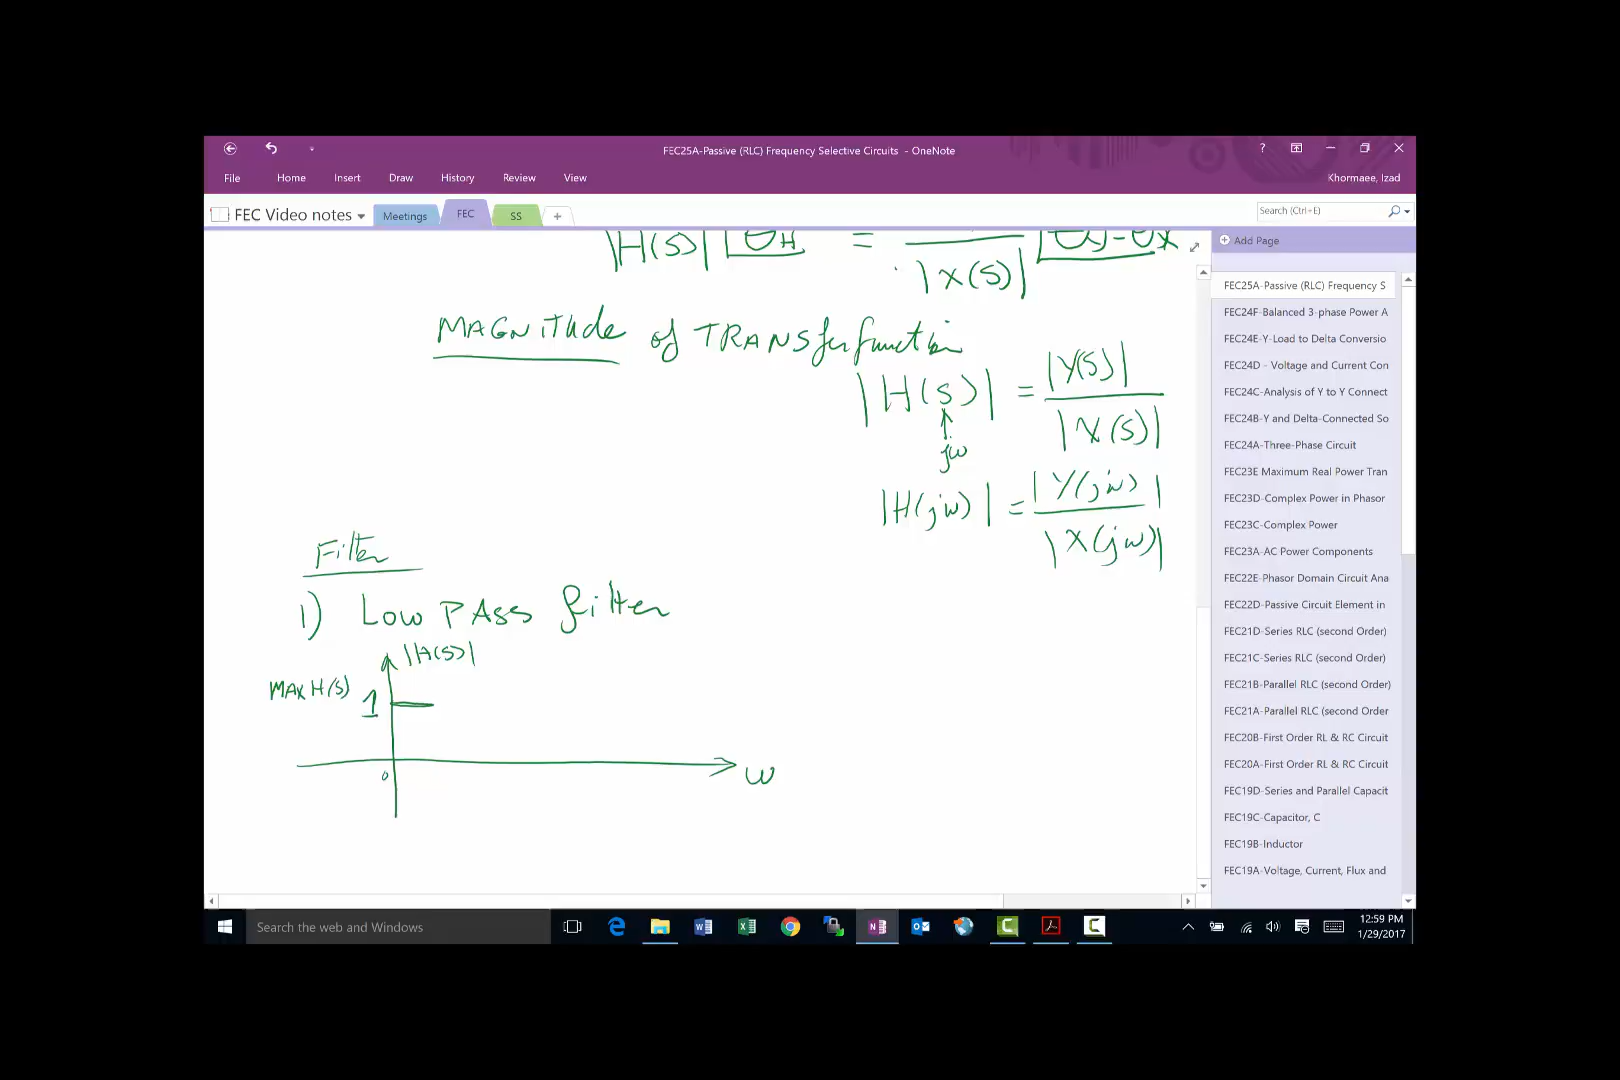 FEC25A-Passive (RLC) Frequency Selective Circuits - OneNote
?
File Home Insert Draw History Review View
Khormaee, Izad
FEC Video notes
Meetings
FEC
SS
+
Search (Ctrl+E)
|H(S)| θH = |X(S)| θy-θx
MAGNITUDE of TRANSferfunction
|H(S)| = |Y(S)| / |X(S)|
jω
|H(jω)| = |Y(jω)| / |X(jω)|
Filter
1) Low PASS filter
|H(S)|
MAX H(S) 1
0
ω
Add Page
FEC25A-Passive (RLC) Frequency S
FEC24F-Balanced 3-phase Power A
FEC24E-Y-Load to Delta Conversio
FEC24D - Voltage and Current Con
FEC24C-Analysis of Y to Y Connect
FEC24B-Y and Delta-Connected So
FEC24A-Three-Phase Circuit
FEC23E Maximum Real Power Tran
FEC23D-Complex Power in Phasor
FEC23C-Complex Power
FEC23A-AC Power Components
FEC22E-Phasor Domain Circuit Ana
FEC22D-Passive Circuit Element in
FEC21D-Series RLC (second Order)
FEC21C-Series RLC (second Order)
FEC21B-Parallel RLC (second Order)
FEC21A-Parallel RLC (second Order
FEC20B-First Order RL & RC Circuit
FEC20A-First Order RL & RC Circuit
FEC19D-Series and Parallel Capacit
FEC19C-Capacitor, C
FEC19B-Inductor
FEC19A-Voltage, Current, Flux and
Search the web and Windows
12:59 PM
1/29/2017